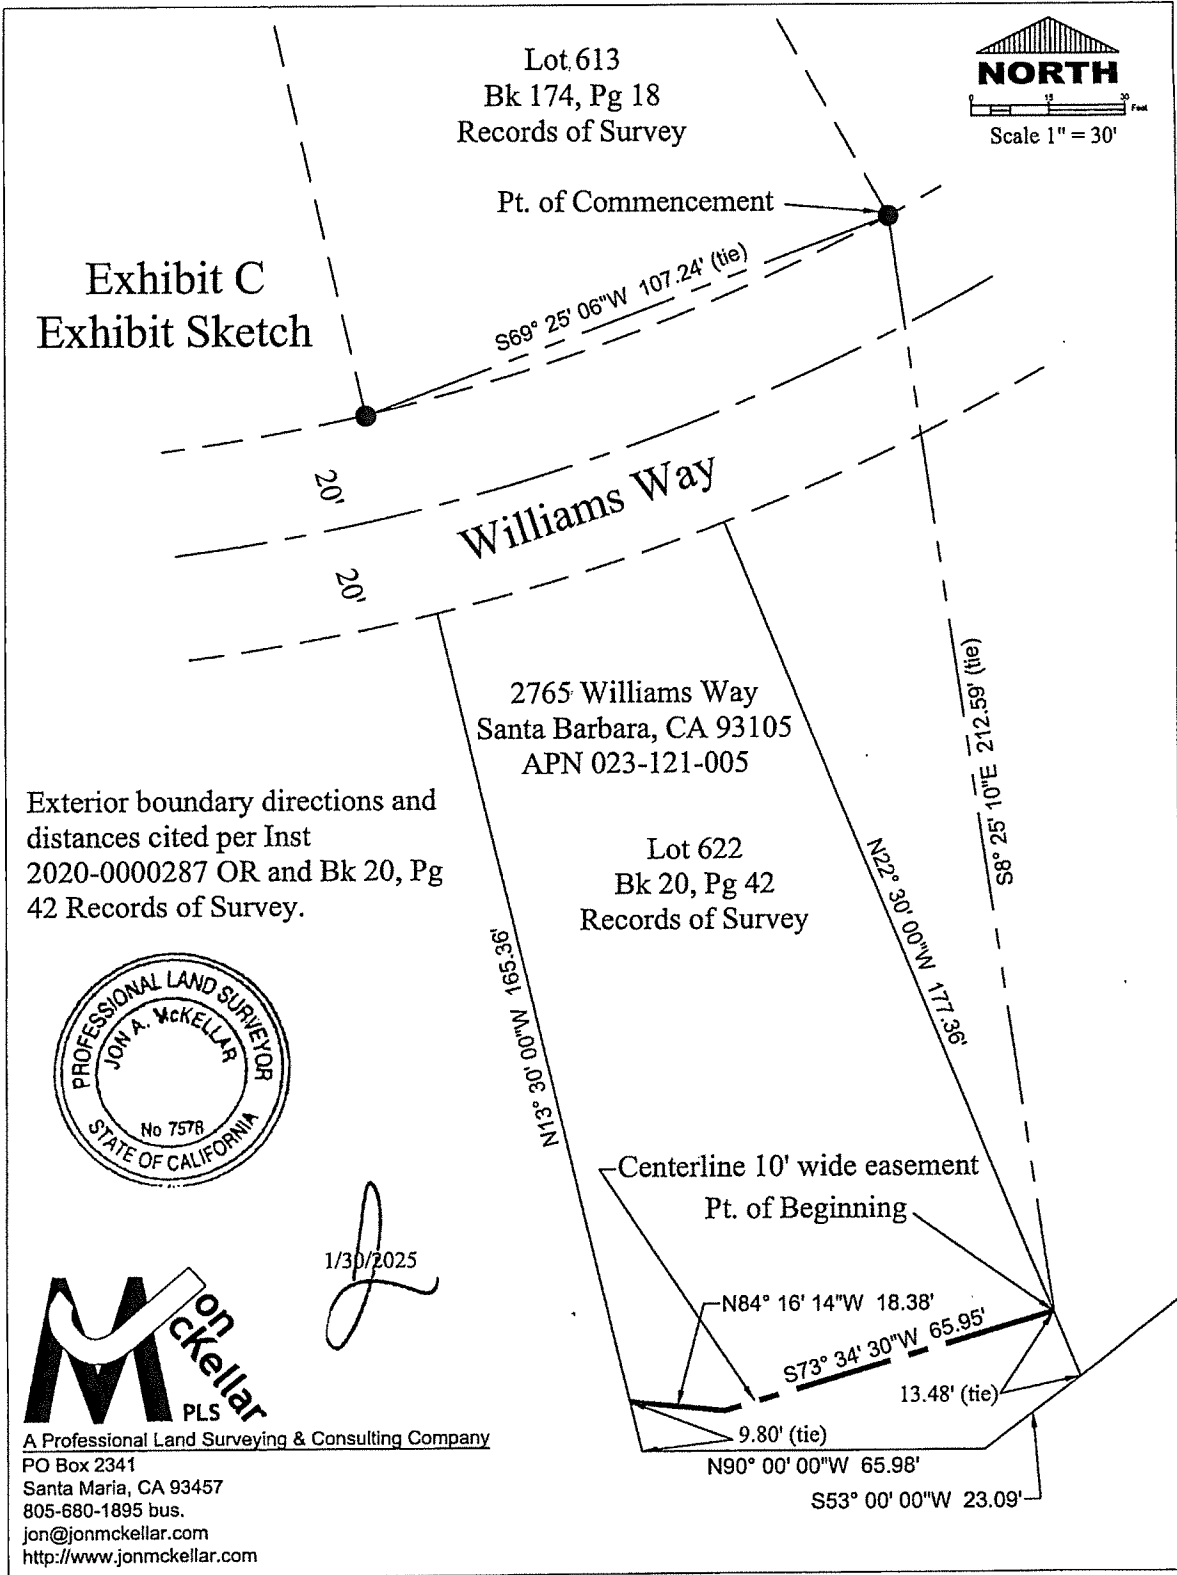 Lot 613
Bk 174, Pg 18
Records of Survey
NORTH
0 15 30 Feet
Scale 1" = 30'
Pt. of Commencement
Exhibit C
Exhibit Sketch
S69° 25' 06"W 107.24' (tie)
20'
20'
Williams Way
2765 Williams Way
Santa Barbara, CA 93105
APN 023-121-005
S8° 25' 10"E 212.59' (tie)
Exterior boundary directions and
distances cited per Inst
2020-0000287 OR and Bk 20, Pg
42 Records of Survey.
Lot 622
Bk 20, Pg 42
Records of Survey
N22° 30' 00"W 177.36'
N13° 30' 00"W 165.36'
PROFESSIONAL LAND SURVEYOR
JON A. McKELLAR
No 7578
STATE OF CALIFORNIA
Centerline 10' wide easement
Pt. of Beginning
1/30/2025
N84° 16' 14"W 18.38'
S73° 34' 30"W 65.95'
13.48' (tie)
9.80' (tie)
N90° 00' 00"W 65.98'
S53° 00' 00"W 23.09'
Jon
McKellar
PLS
A Professional Land Surveying & Consulting Company
PO Box 2341
Santa Maria, CA 93457
805-680-1895 bus.
jon@jonmckellar.com
http://www.jonmckellar.com